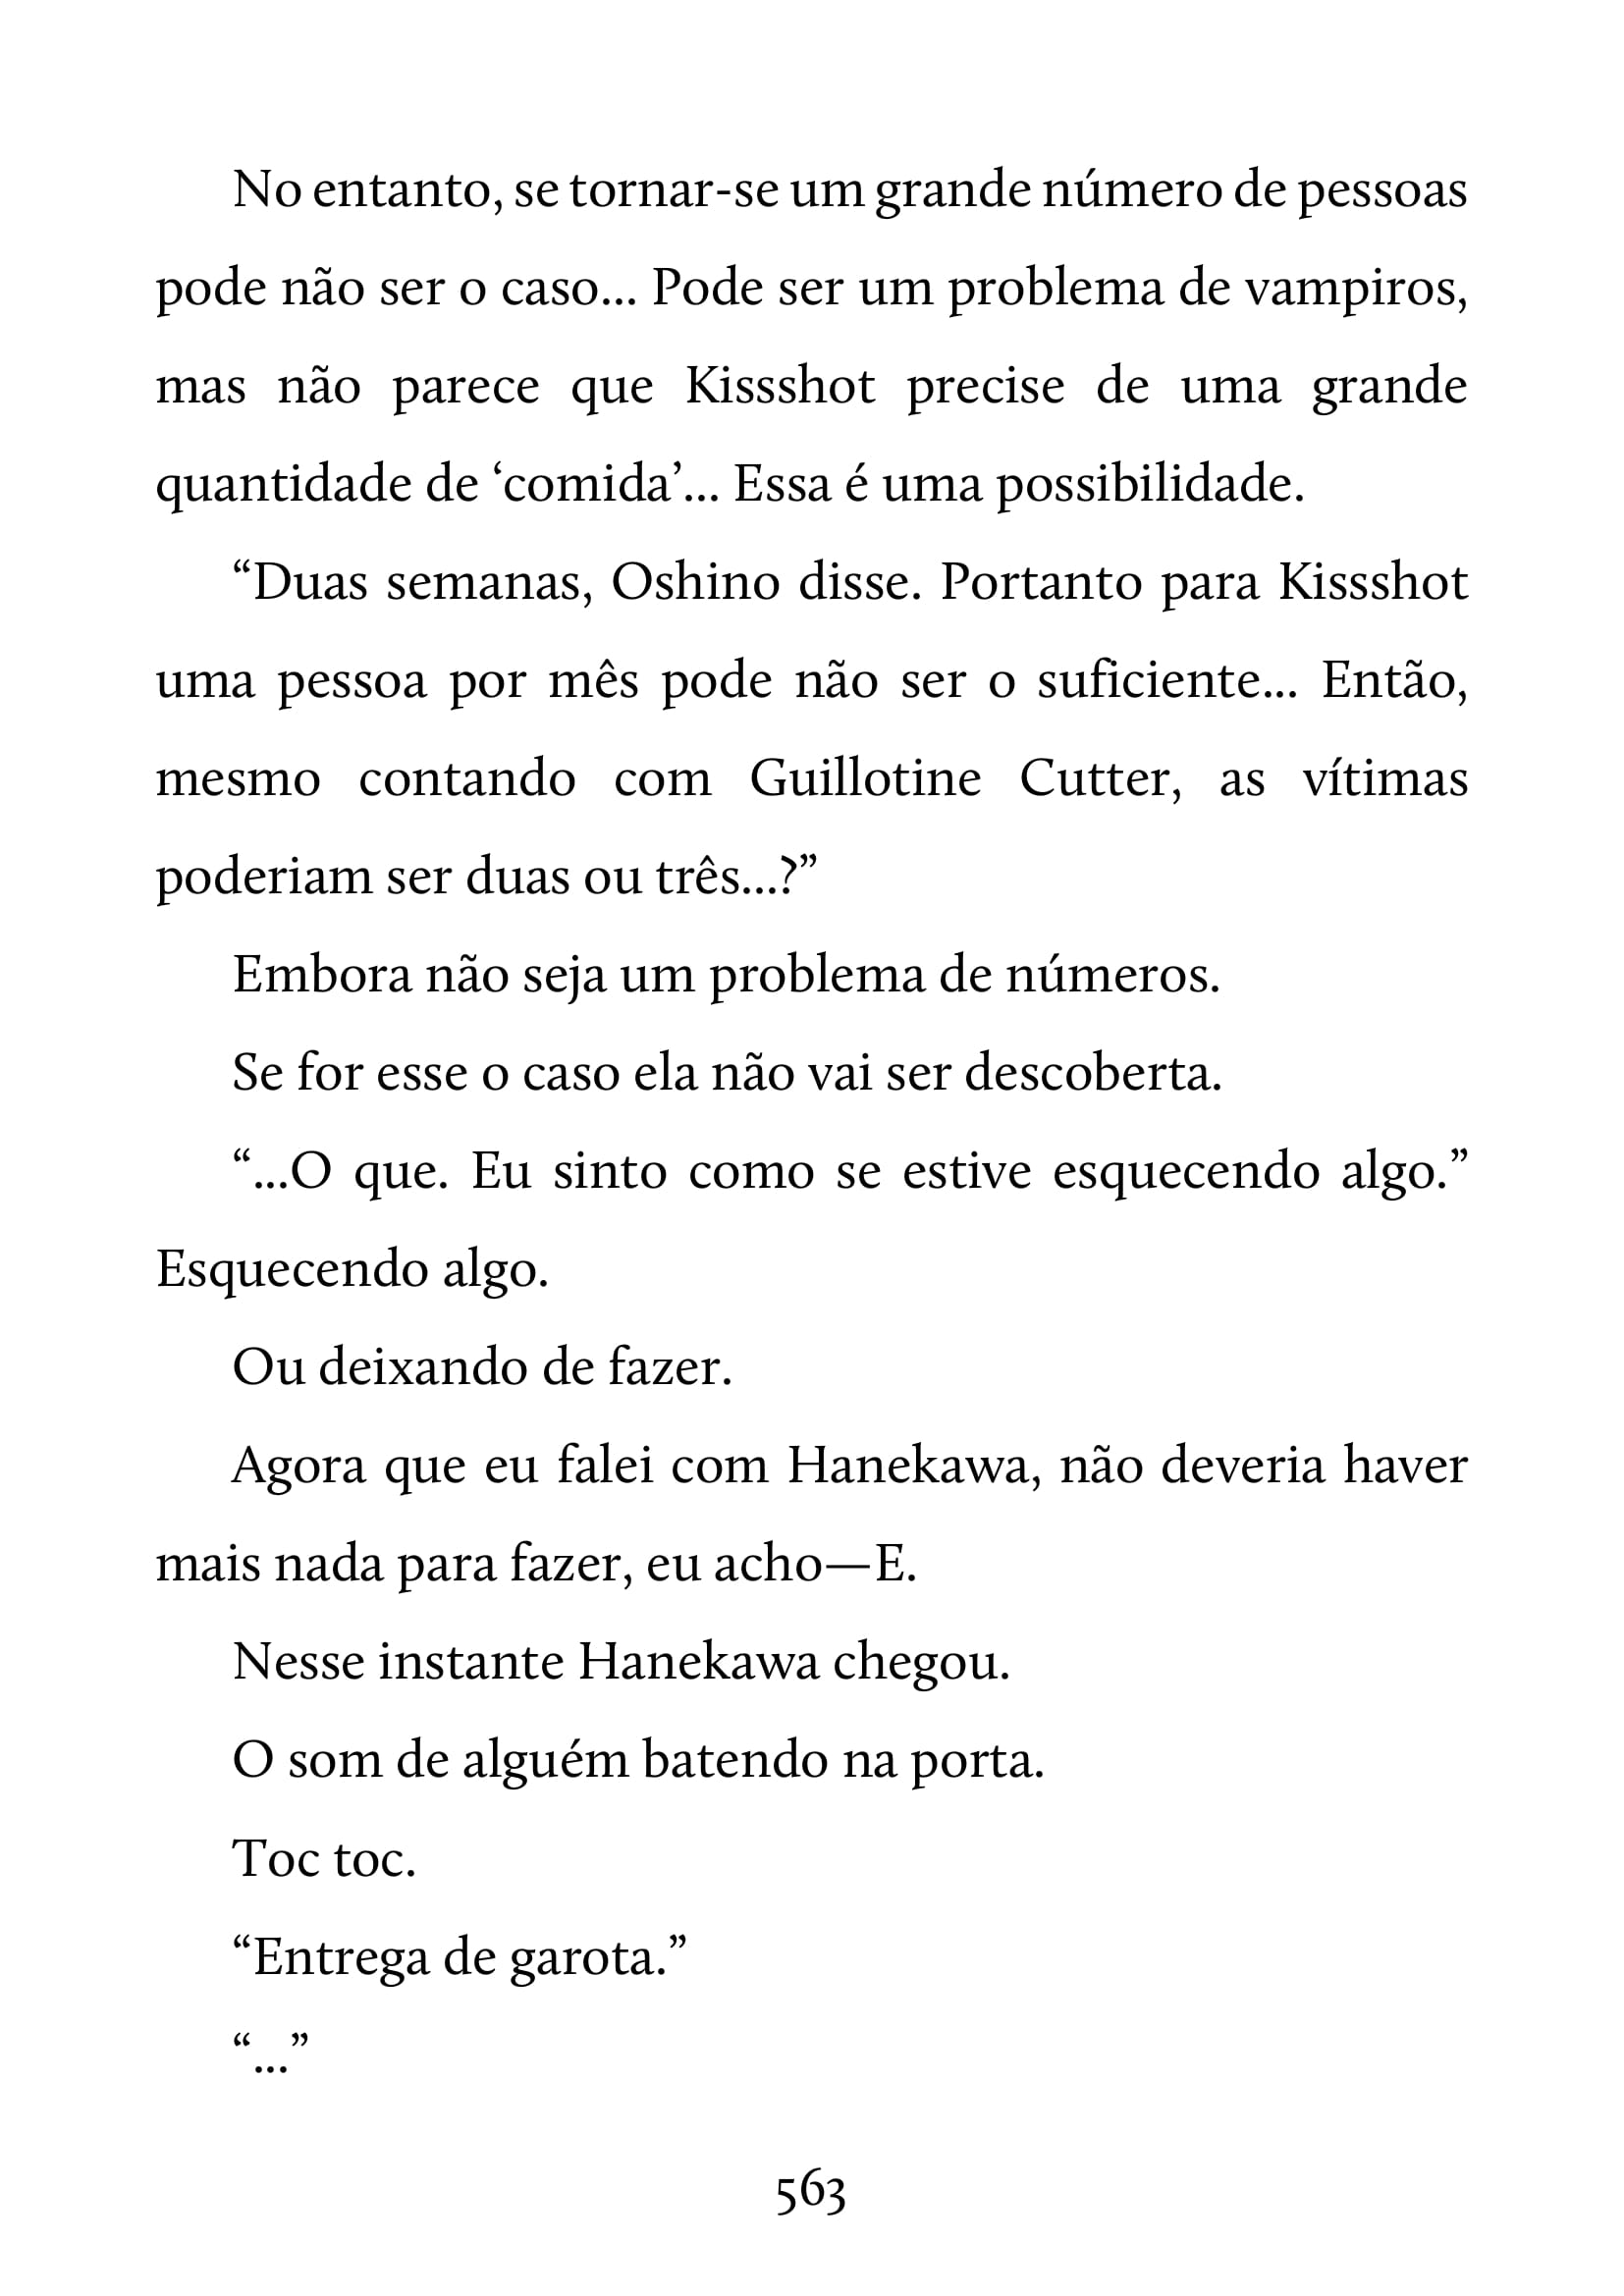 No entanto, se tornar-se um grande número de pessoas
pode não ser o caso... Pode ser um problema de vampiros,
mas não parece que Kissshot precise de uma grande
quantidade de ‘comida’... Essa é uma possibilidade.
“Duas semanas, Oshino disse. Portanto para Kissshot
uma pessoa por mês pode não ser o suficiente... Então,
mesmo contando com Guillotine Cutter, as vítimas
poderiam ser duas ou três...?”
Embora não seja um problema de números.
Se for esse o caso ela não vai ser descoberta.
“...O que. Eu sinto como se estive esquecendo algo.”
Esquecendo algo.
Ou deixando de fazer.
Agora que eu falei com Hanekawa, não deveria haver
mais nada para fazer, eu acho—E.
Nesse instante Hanekawa chegou.
O som de alguém batendo na porta.
Toc toc.
“Entrega de garota.”
“...”
563